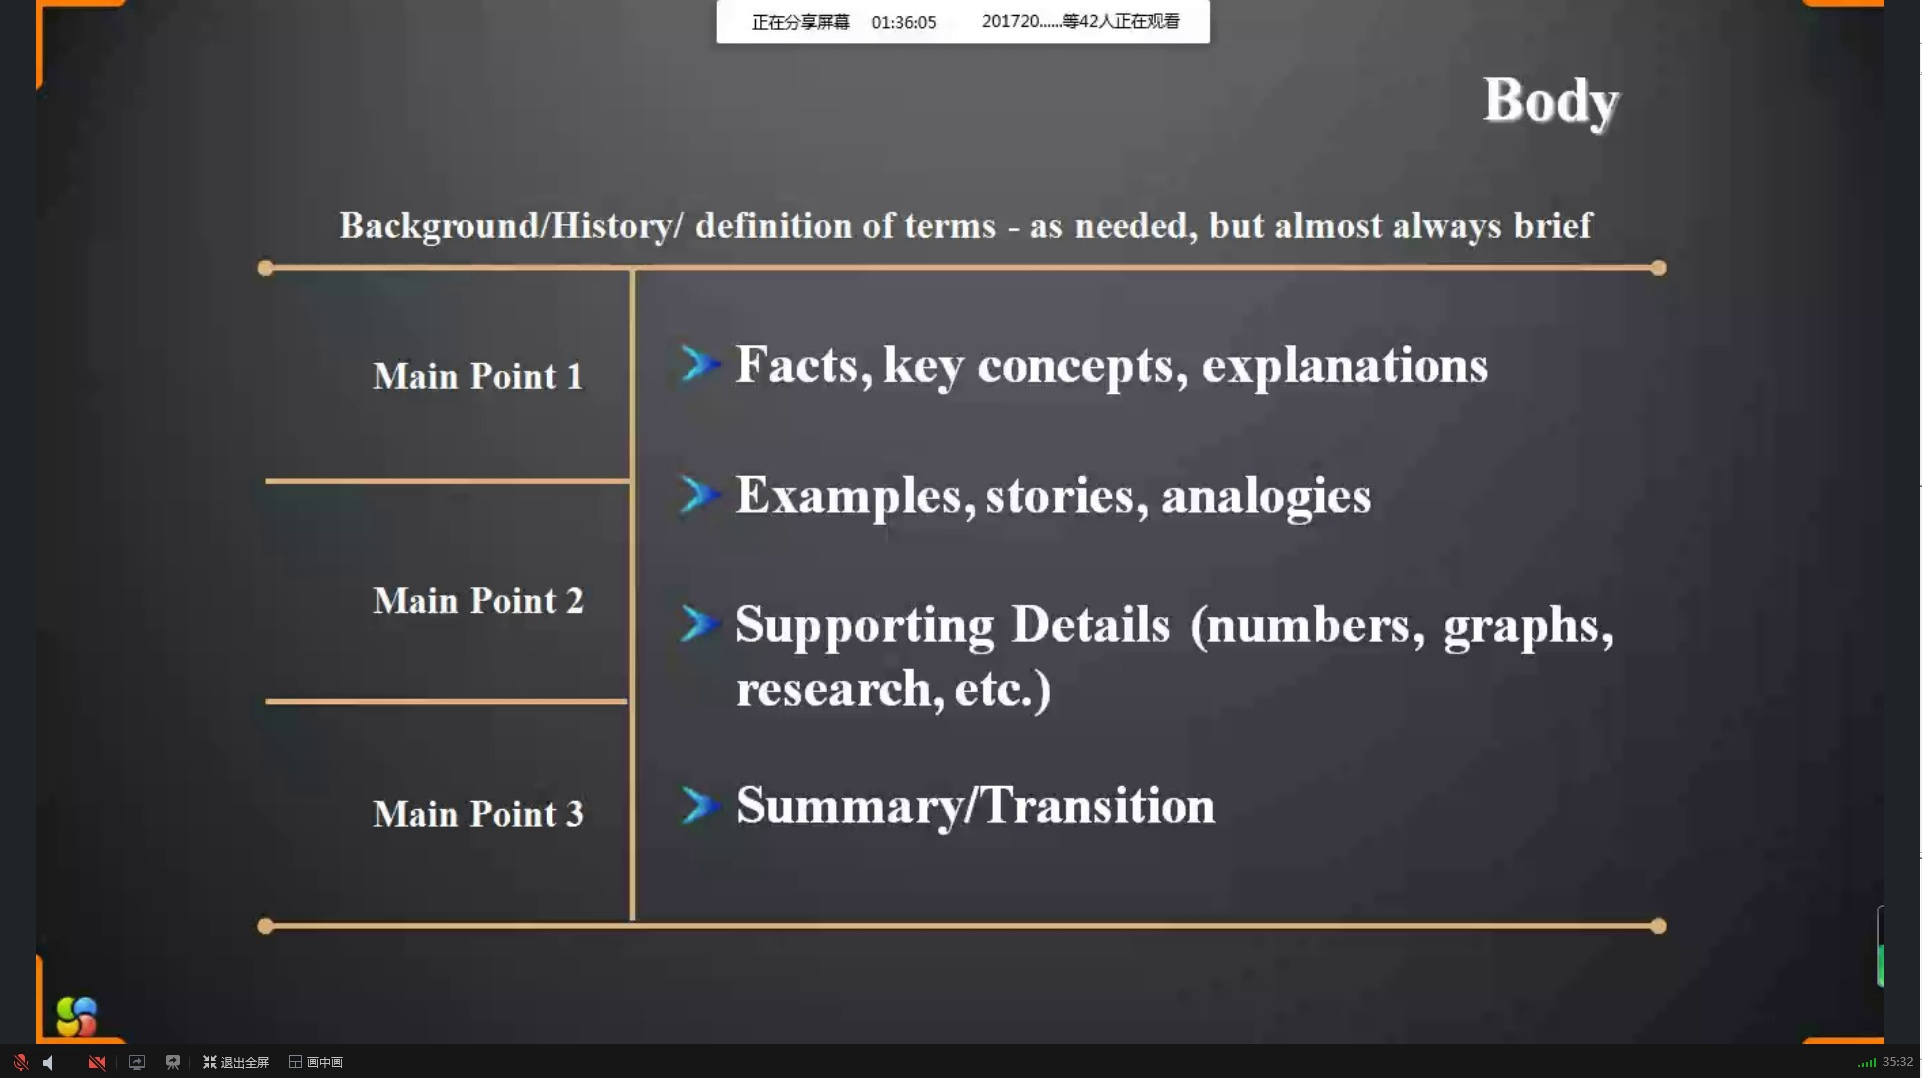 正在分享屏幕 01:36:05 201720......等42人正在观看
Body
Background/History/ definition of terms - as needed, but almost always brief
Main Point 1
Facts, key concepts, explanations
Examples, stories, analogies
Main Point 2
Supporting Details (numbers, graphs,
research, etc.)
Main Point 3
Summary/Transition
退出全屏 画中画 35:32